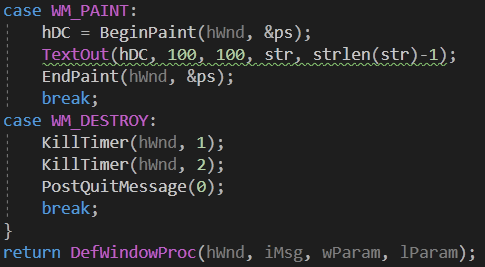 case WM_PAINT:
hDC = BeginPaint(hWnd, &ps);
TextOut(hDC, 100, 100, str, strlen(str)-1);
EndPaint(hWnd, &ps);
break;
case WM_DESTROY:
KillTimer(hWnd, 1);
KillTimer(hWnd, 2);
PostQuitMessage(0);
break;
}
return DefWindowProc(hWnd, iMsg, wParam, lParam);